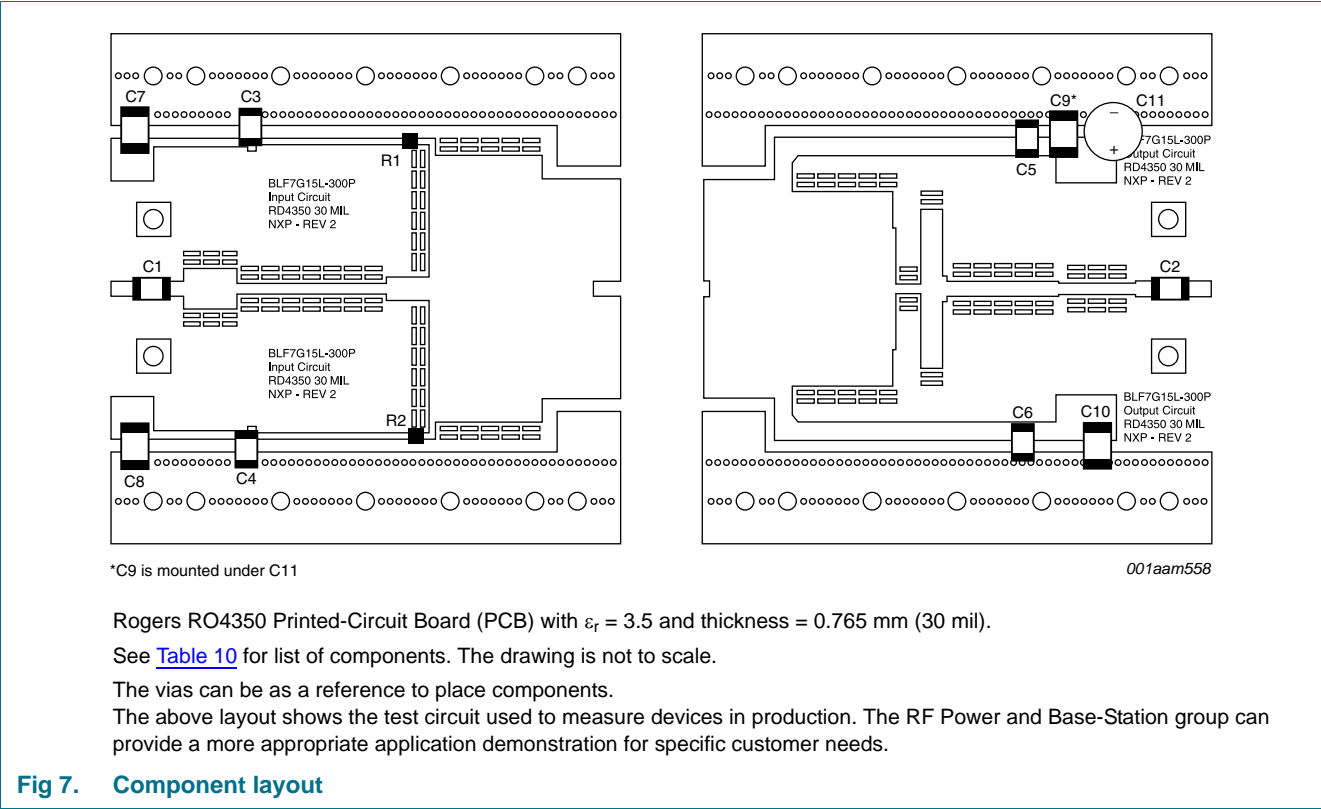 C7
C3
R1
BLF7G15L-300P
Input Circuit
RD4350 30 MIL
NXP - REV 2
C1
BLF7G15L-300P
Input Circuit
RD4350 30 MIL
NXP - REV 2
R2
C8
C4
C9*
C11
–
+
C5
F7G15L-300P
utput Circuit
RD4350 30 MIL
NXP - REV 2
C2
BLF7G15L-300P
Output Circuit
RD4350 30 MIL
NXP - REV 2
C6
C10
*C9 is mounted under C11
001aam558
Rogers RO4350 Printed-Circuit Board (PCB) with εr = 3.5 and thickness = 0.765 mm (30 mil).
See Table 10 for list of components. The drawing is not to scale.
The vias can be as a reference to place components.
The above layout shows the test circuit used to measure devices in production. The RF Power and Base-Station group can
provide a more appropriate application demonstration for specific customer needs.
Fig 7. Component layout